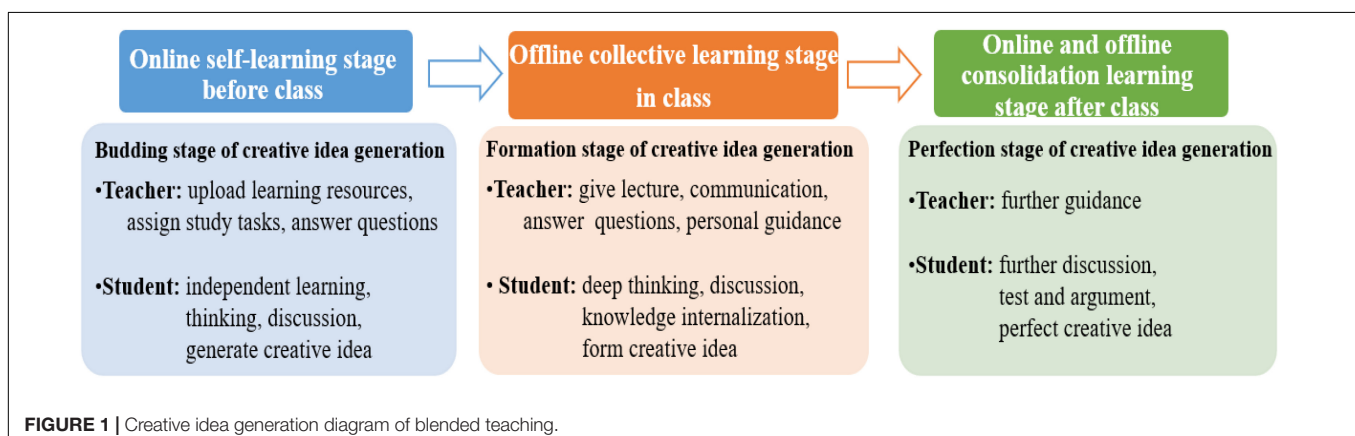 Online self-learning stage
before class
Offline collective learning stage
in class
Online and offline
consolidation learning
stage after class
Budding stage of creative idea generation
•Teacher: upload learning resources,
assign study tasks, answer questions
•Student: independent learning,
thinking, discussion,
generate creative idea
Formation stage of creative idea generation
•Teacher: give lecture, communication,
answer questions, personal guidance
• Student: deep thinking, discussion,
knowledge internalization,
form creative idea
Perfection stage of creative idea generation
•Teacher: further guidance
•Student: further discussion,
test and argument,
perfect creative idea
FIGURE 1 | Creative idea generation diagram of blended teaching.